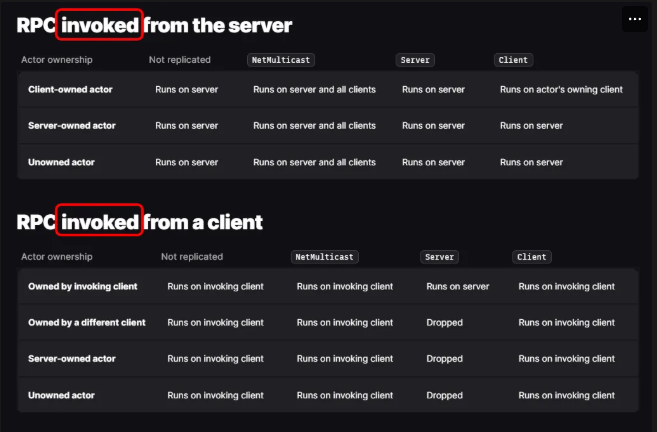 RPC invoked from the server
Actor ownership Not replicated NetMulticast Server Client
Client-owned actor Runs on server Runs on server and all clients Runs on server Runs on actor's owning client
Server-owned actor Runs on server Runs on server and all clients Runs on server Runs on server
Unowned actor Runs on server Runs on server and all clients Runs on server Runs on server
RPC invoked from a client
Actor ownership Not replicated NetMulticast Server Client
Owned by invoking client Runs on invoking client Runs on invoking client Runs on server Runs on invoking client
Owned by a different client Runs on invoking client Runs on invoking client Dropped Runs on invoking client
Server-owned actor Runs on invoking client Runs on invoking client Dropped Runs on invoking client
Unowned actor Runs on invoking client Runs on invoking client Dropped Runs on invoking client